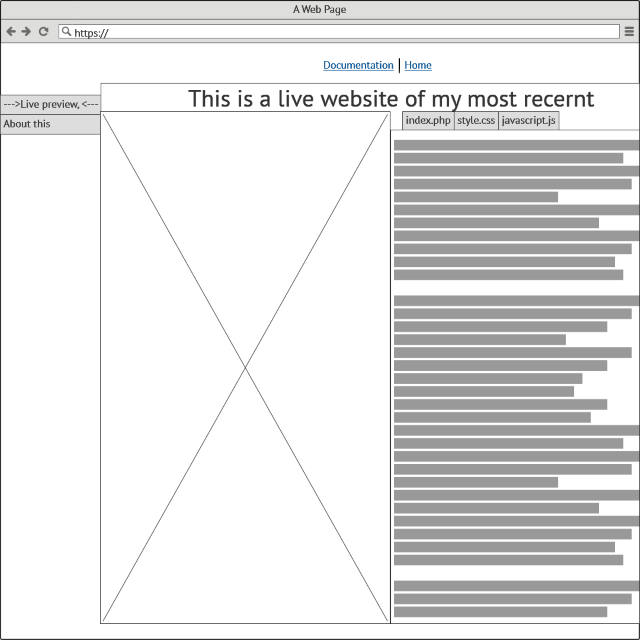 A Web Page
https://
Documentation | Home
--->Live preview, <---
About this
This is a live website of my most recernt
index.php style.css javascript.js